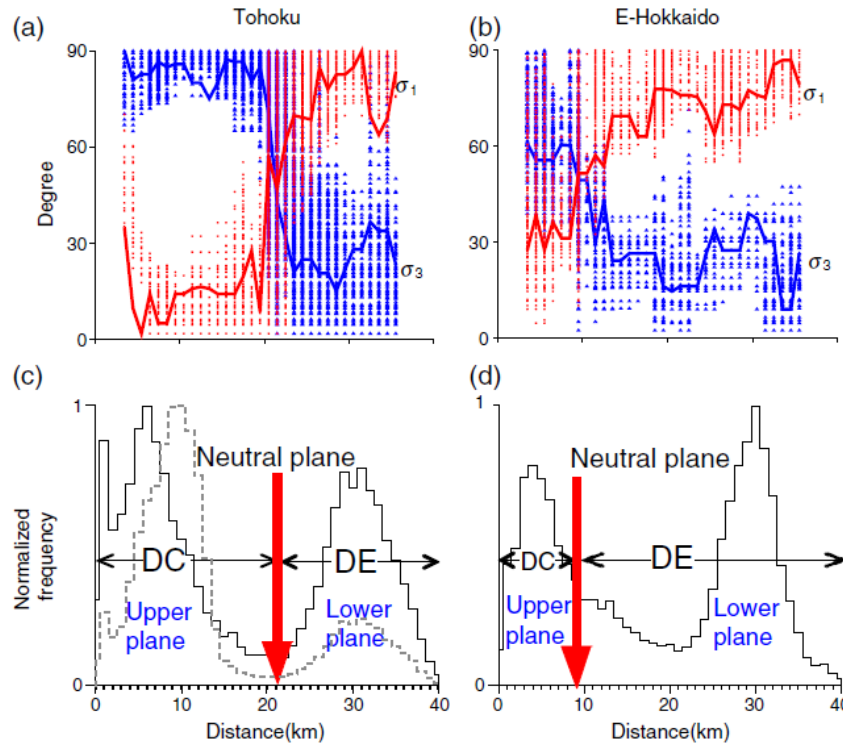 (a)
Tohoku
(b)
E-Hokkaido
90
60
30
0
Degree
σ1
σ3
90
60
30
0
σ1
σ3
(c)
(d)
1
0
Normalized
frequency
Neutral plane
DC
DE
Upper
plane
Lower
plane
0
10
20
30
40
Distance(km)
1
0
Neutral plane
DC
DE
Upper
plane
Lower
plane
0
10
20
30
40
Distance(km)